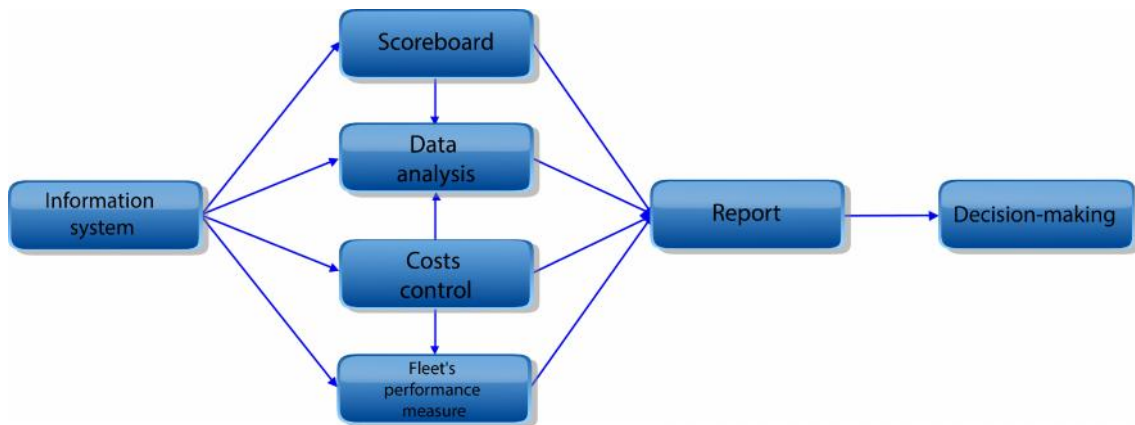 Scoreboard
Data
analysis
Information
system
Report
Decision-making
Costs
control
Fleet's
performance
measure